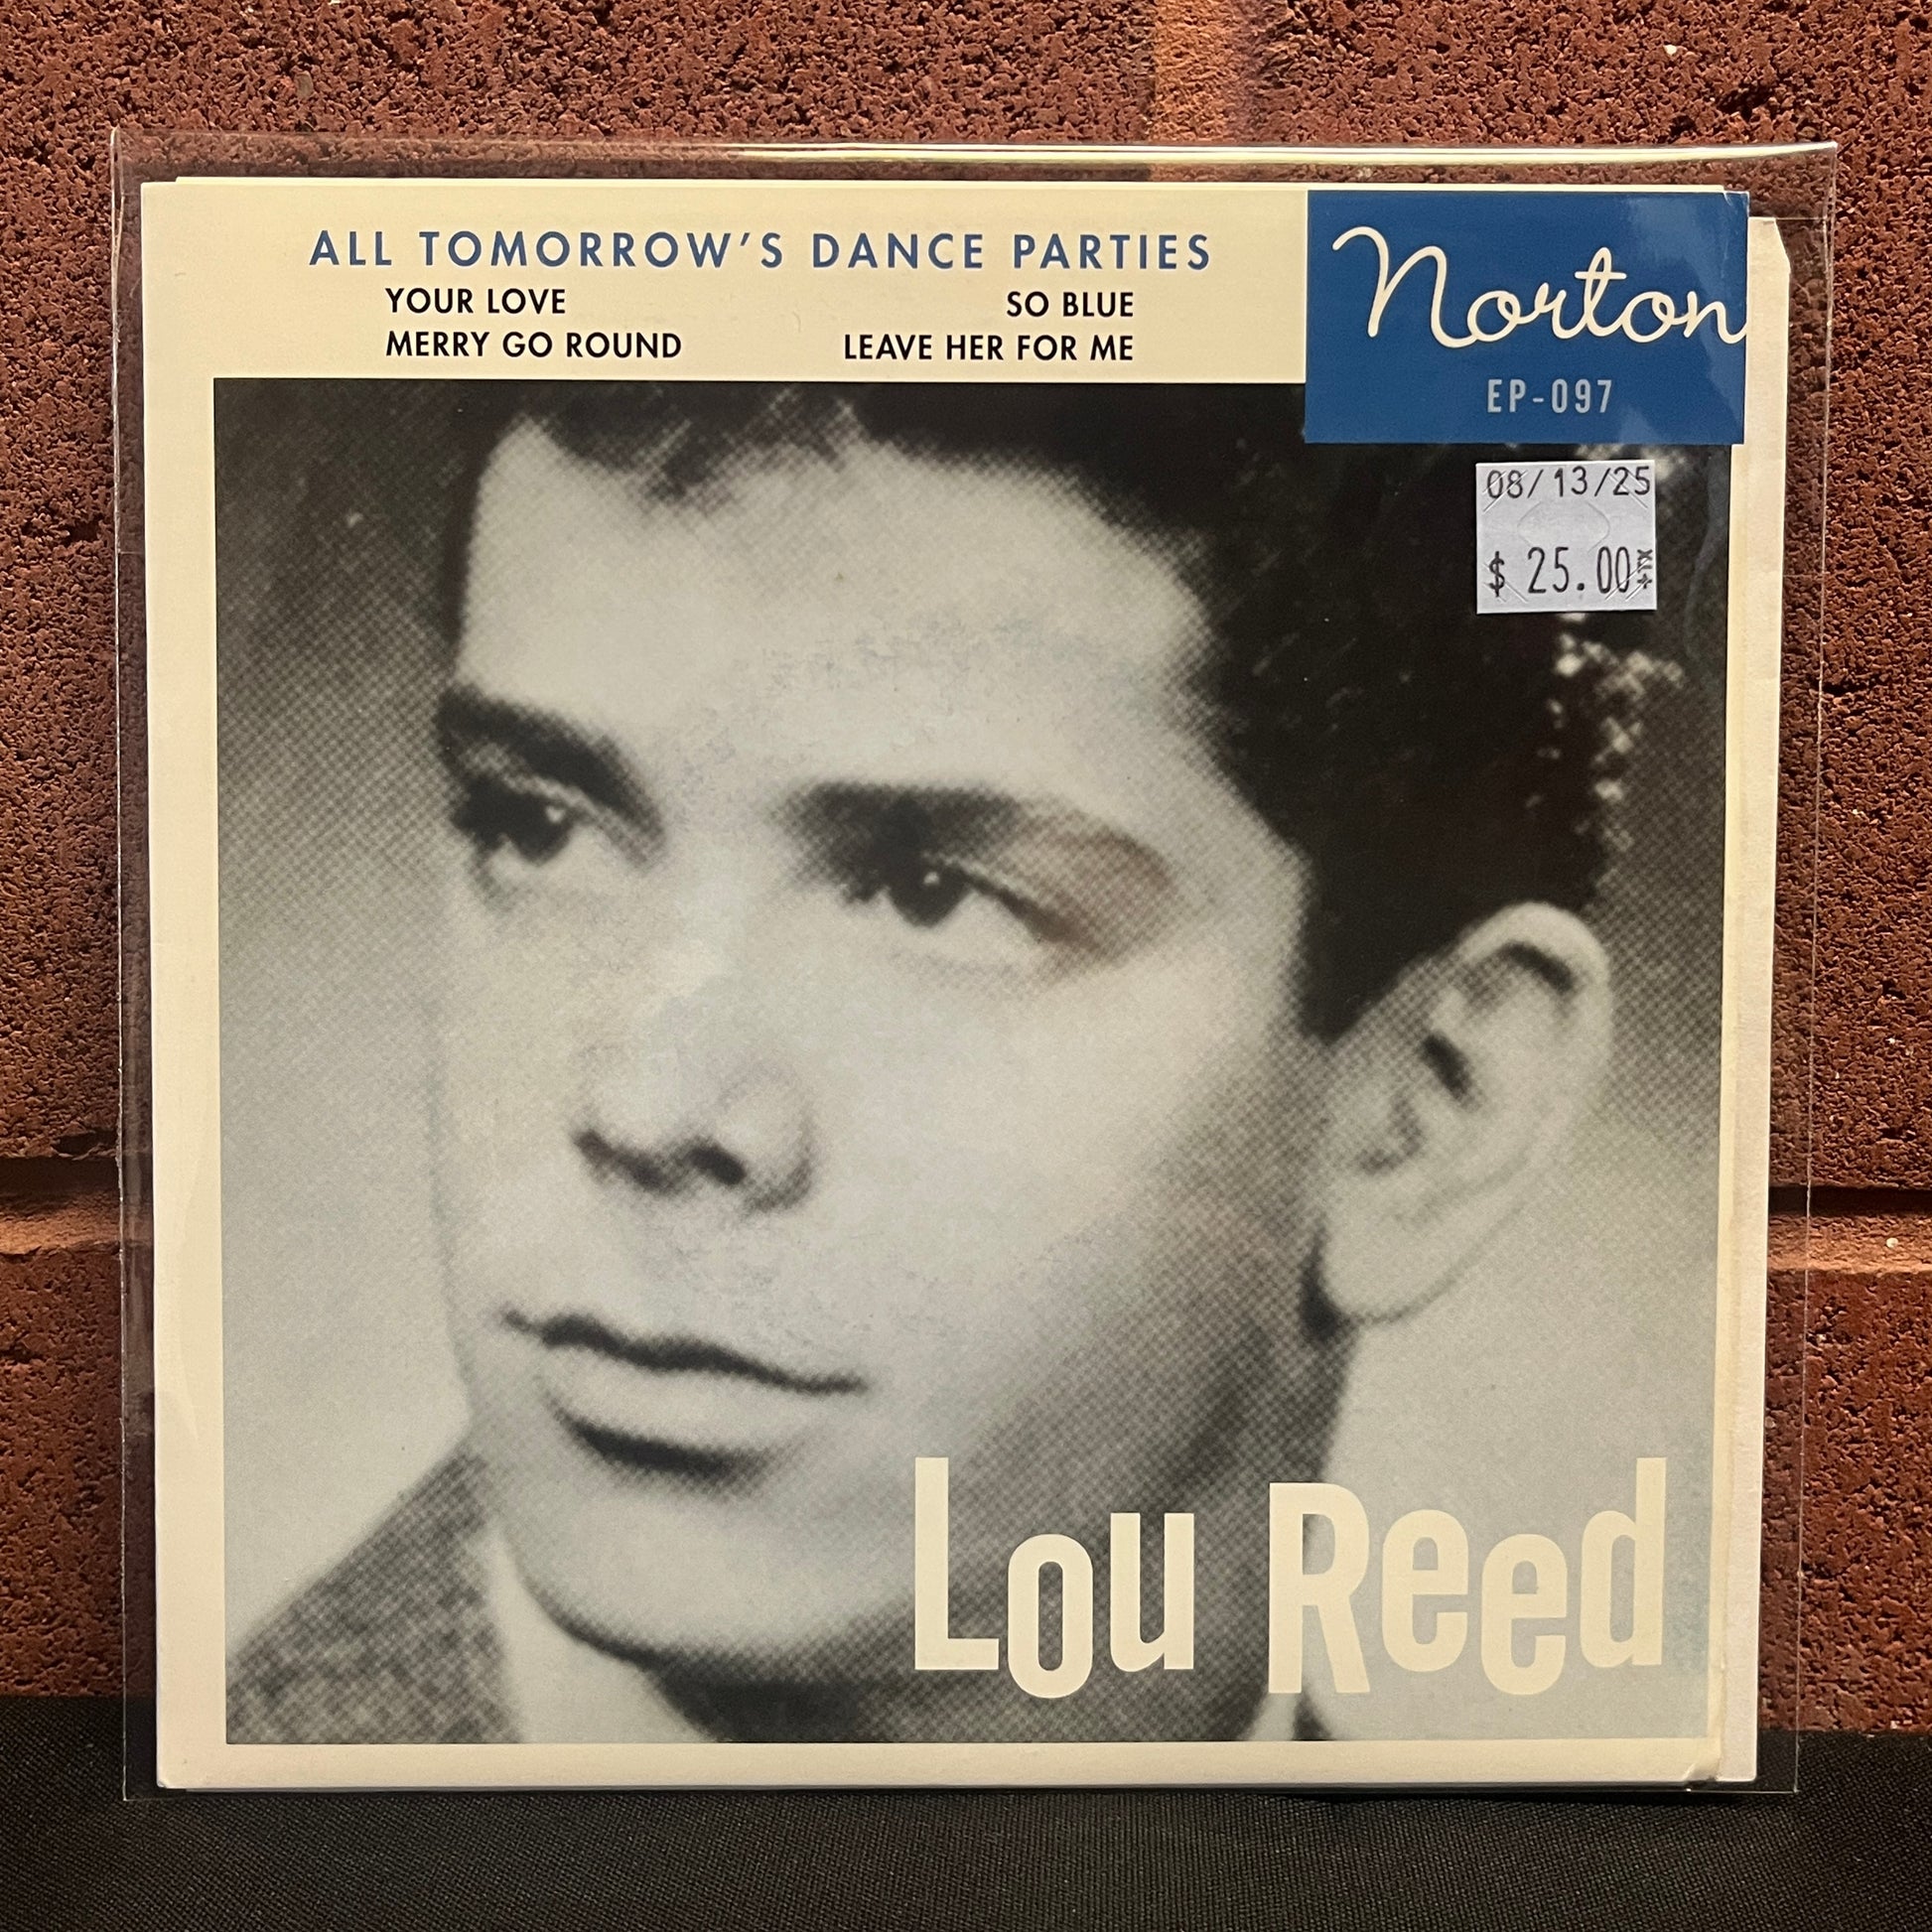 ALL TOMORROW'S DANCE PARTIES
YOUR LOVE
MERRY GO ROUND
SO BLUE
LEAVE HER FOR ME
Norton
EP-097
08/13/25
$ 25.00
Lou Reed